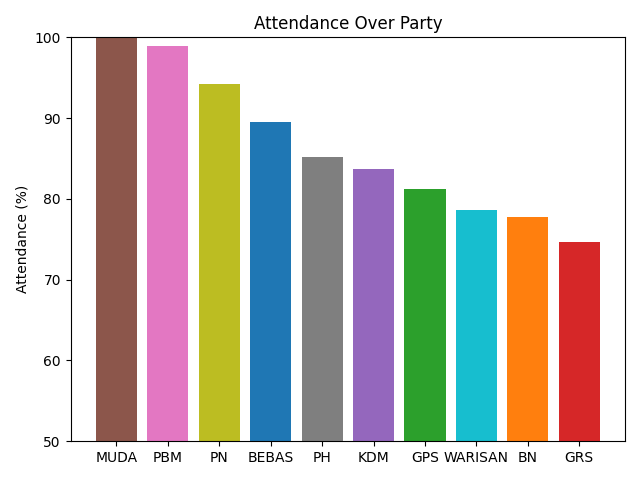 Attendance Over Party
Attendance (%)
100
90
80
70
60
50
MUDA PBM PN BEBAS PH KDM GPS WARISAN BN GRS